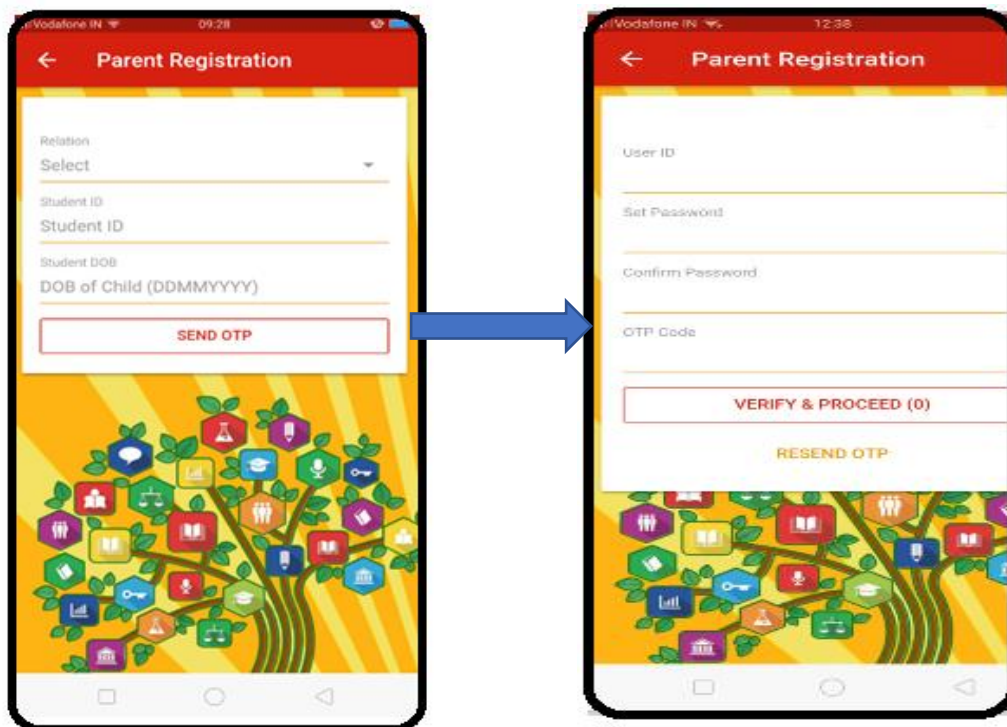 Vodafone IN 09:28
Parent Registration
Relation
Select
Student ID
Student ID
Student DOB
DOB of Child (DDMMYYYY)
SEND OTP
Vodafone IN 12:38
Parent Registration
User ID
Set Password
Confirm Password
OTP Code
VERIFY & PROCEED (0)
RESEND OTP